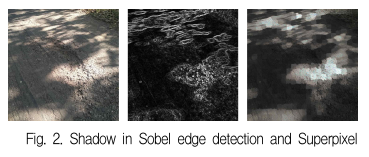 Fig. 2. Shadow in Sobel edge detection and Superpixel